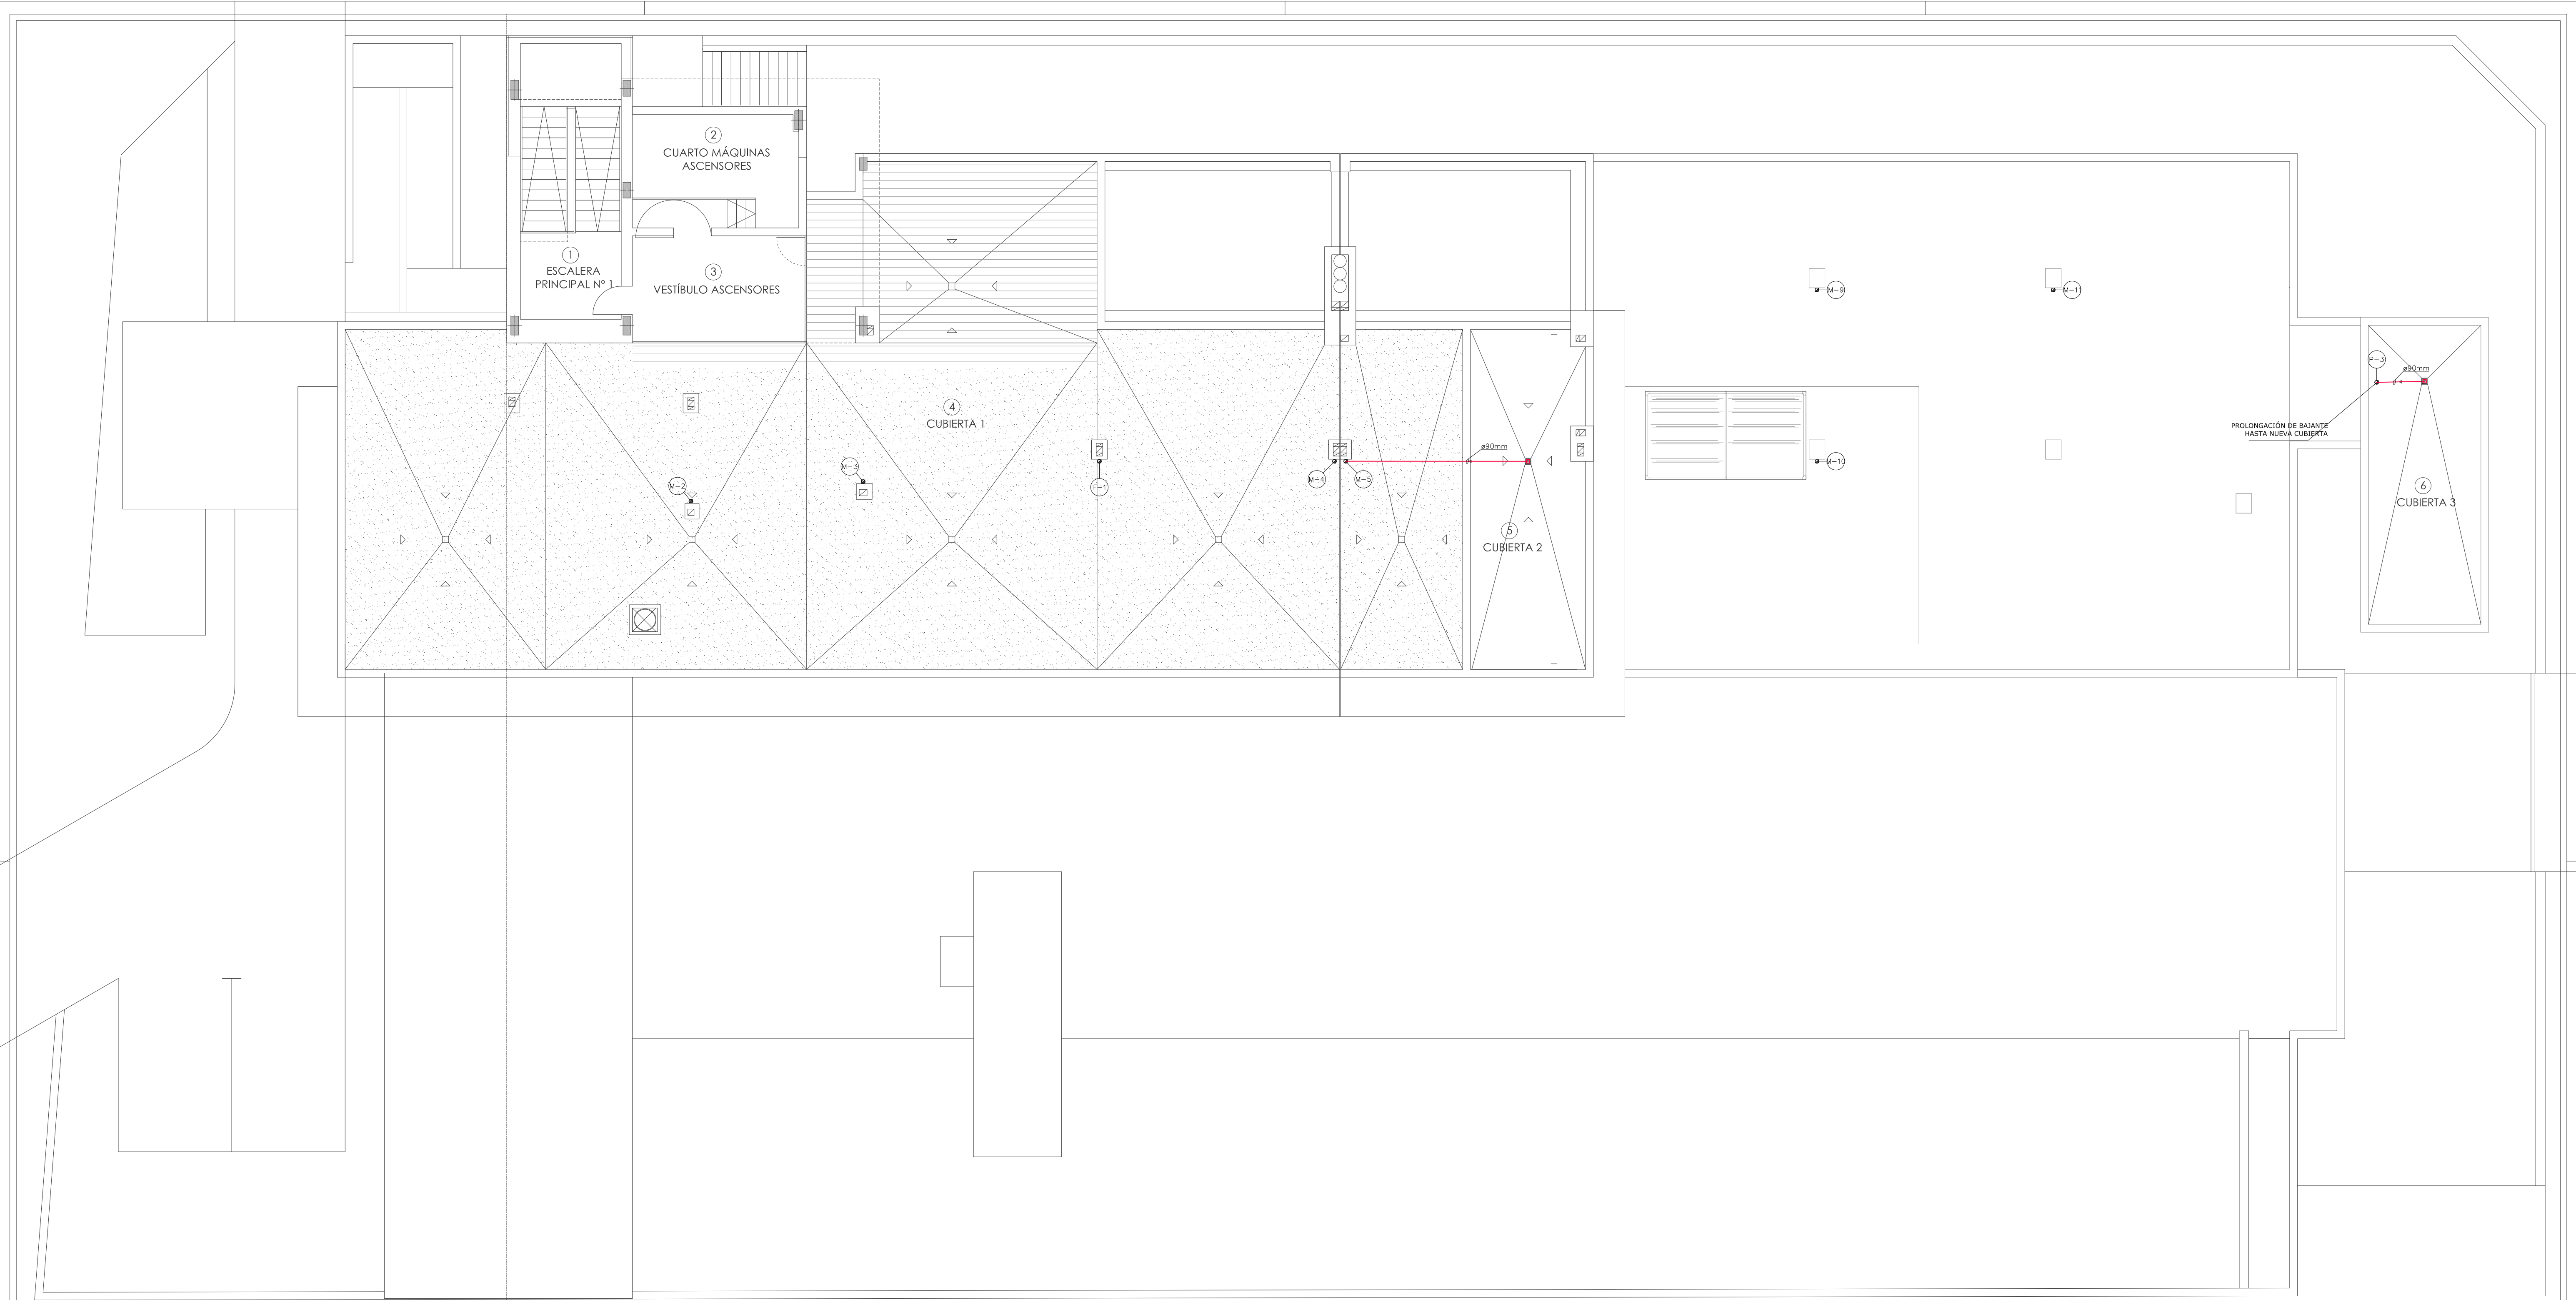 2
CUARTO MÁQUINAS
ASCENSORES
1
ESCALERA
PRINCIPAL Nº 1
3
VESTÍBULO ASCENSORES
M-9
M-11
P-3
ø90mm
4
CUBIERTA 1
PROLONGACIÓN DE BAJANTE
HASTA NUEVA CUBIERTA
ø90mm
M-3
M-10
M-2
F-1
M-4
M-5
6
CUBIERTA 3
5
CUBIERTA 2